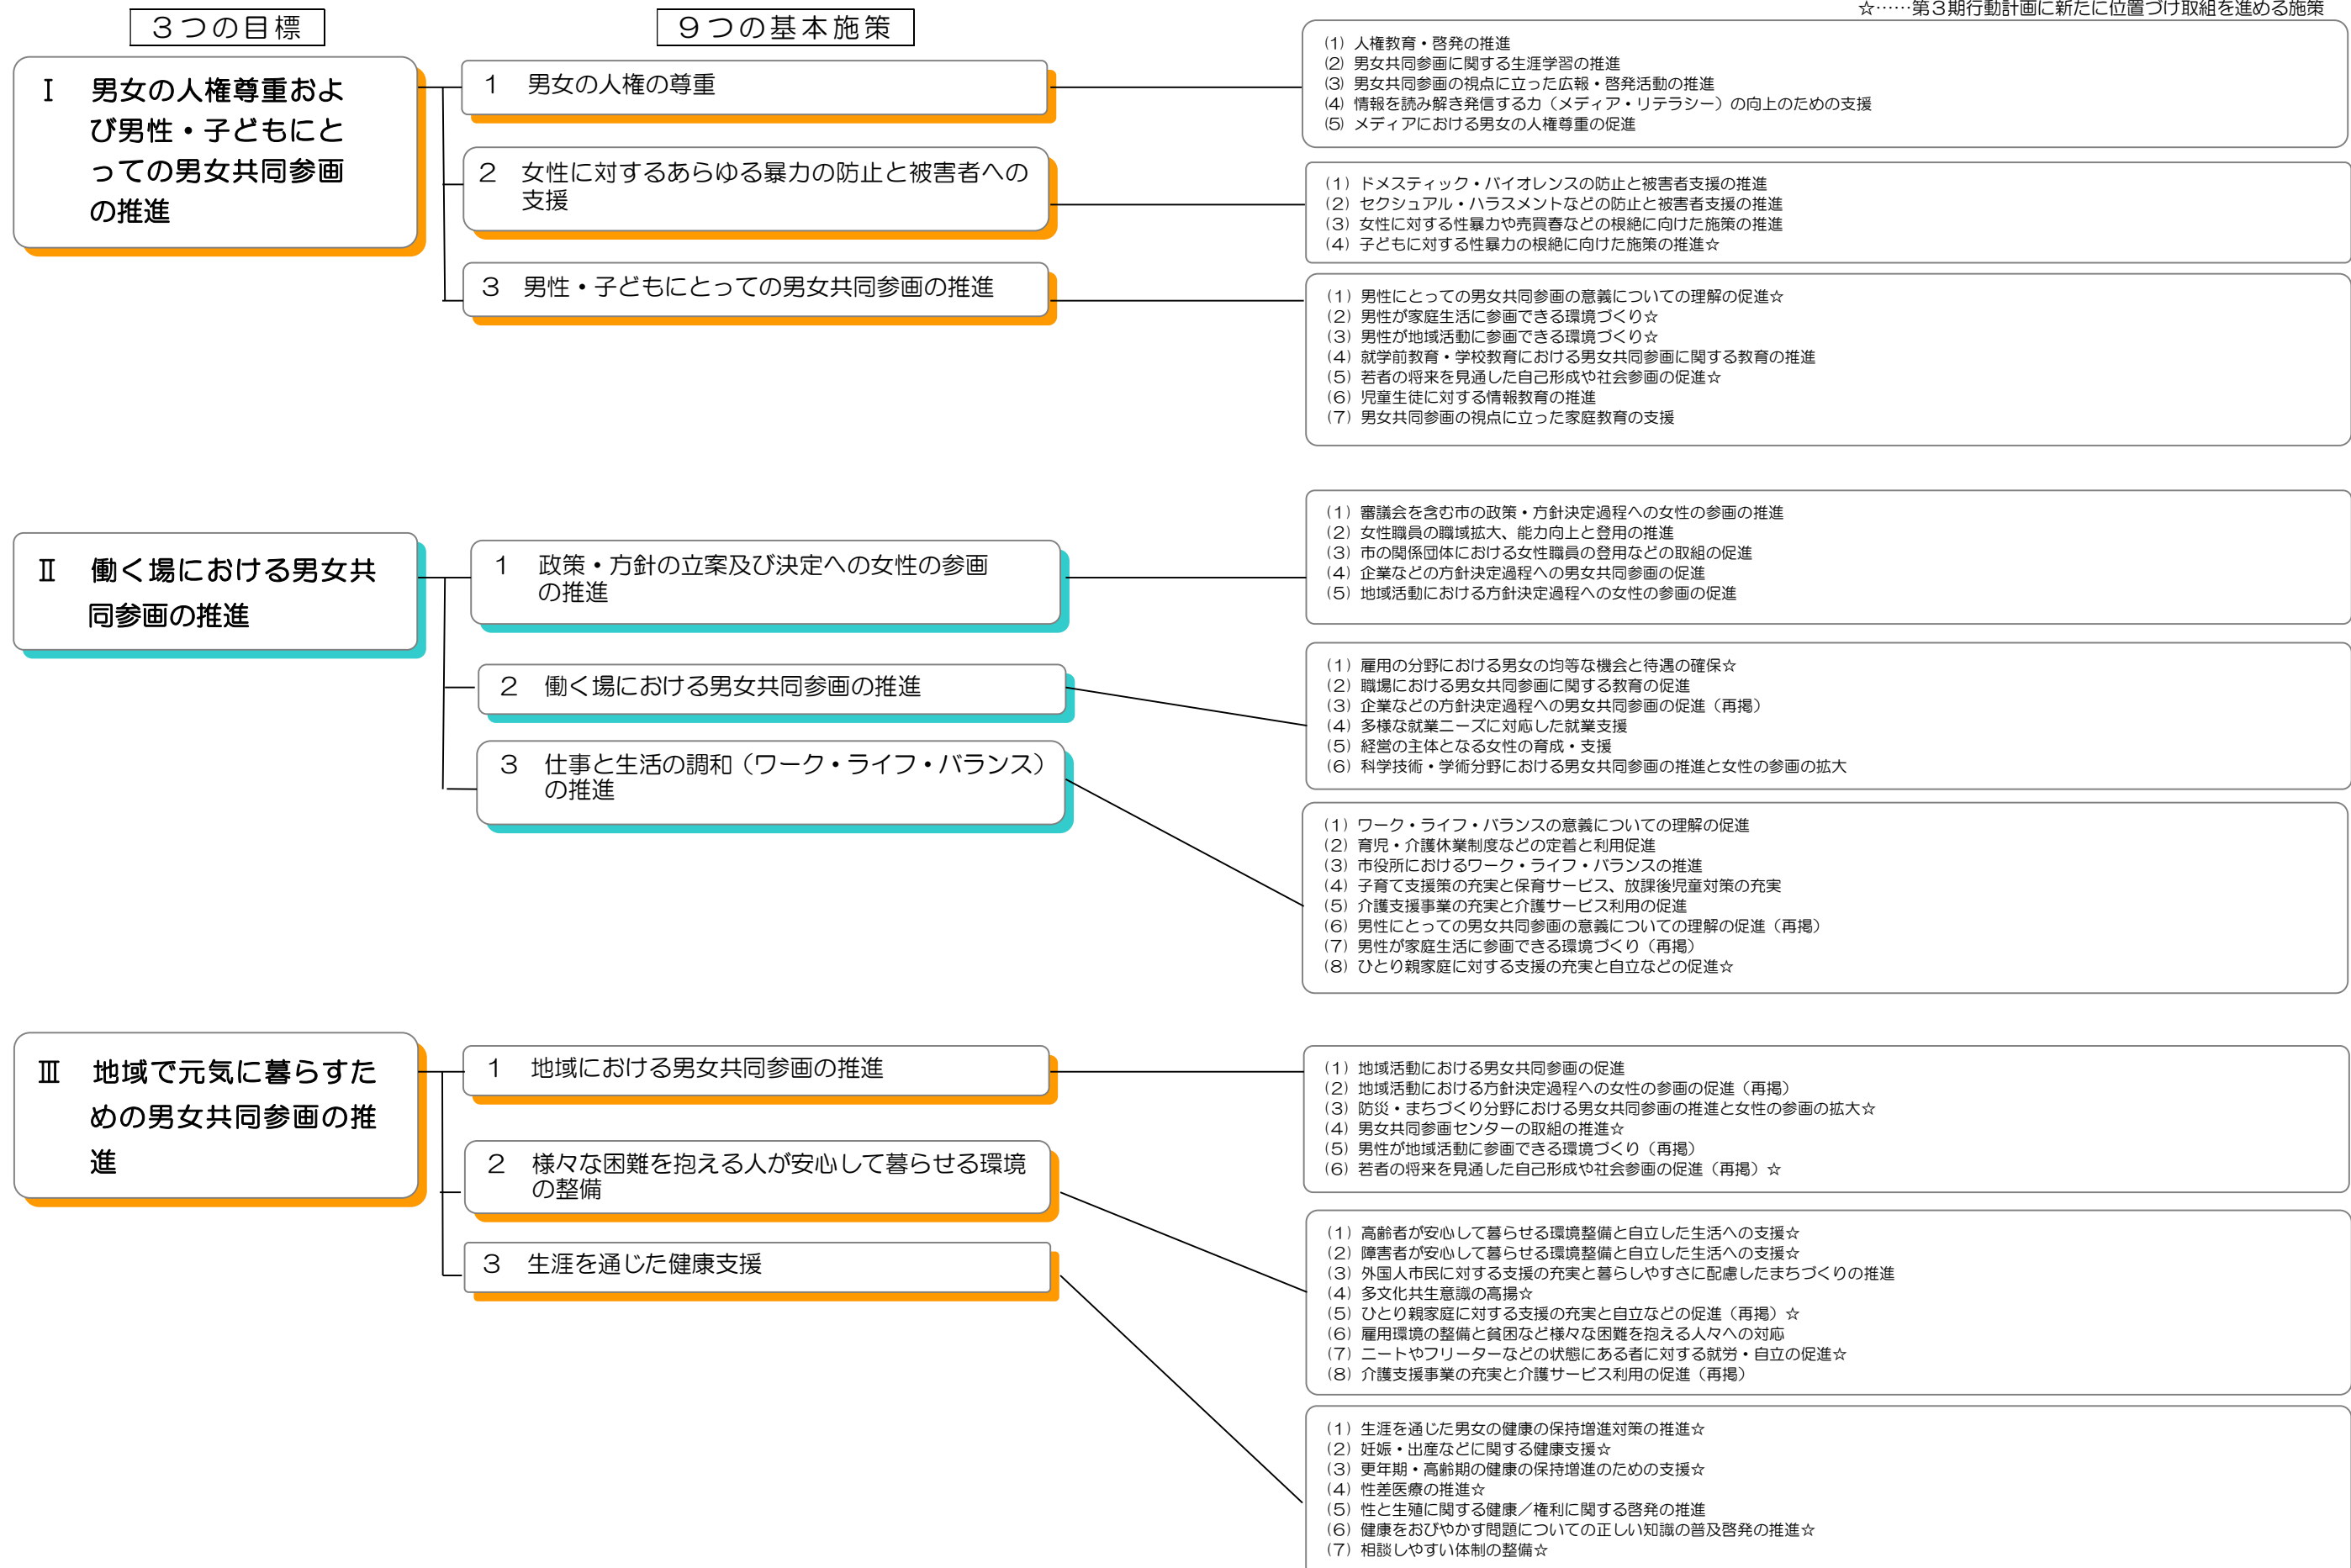 ☆……第３期行動計画に新たに位置づけ取組を進める施策
３つの目標
９つの基本施策
Ⅰ　男女の人権尊重およ
び男性・子どもにと
っての男女共同参画
の推進
１　男女の人権の尊重
(1) 人権教育・啓発の推進
(2) 男女共同参画に関する生涯学習の推進
(3) 男女共同参画の視点に立った広報・啓発活動の推進
(4) 情報を読み解き発信する力（メディア・リテラシー）の向上のための支援
(5) メディアにおける男女の人権尊重の促進
２　女性に対するあらゆる暴力の防止と被害者への
支援
(1) ドメスティック・バイオレンスの防止と被害者支援の推進
(2) セクシュアル・ハラスメントなどの防止と被害者支援の推進
(3) 女性に対する性暴力や売買春などの根絶に向けた施策の推進
(4) 子どもに対する性暴力の根絶に向けた施策の推進☆
３　男性・子どもにとっての男女共同参画の推進
(1) 男性にとっての男女共同参画の意義についての理解の促進☆
(2) 男性が家庭生活に参画できる環境づくり☆
(3) 男性が地域活動に参画できる環境づくり☆
(4) 就学前教育・学校教育における男女共同参画に関する教育の推進
(5) 若者の将来を見通した自己形成や社会参画の促進☆
(6) 児童生徒に対する情報教育の推進
(7) 男女共同参画の視点に立った家庭教育の支援
Ⅱ　働く場における男女共
同参画の推進
１　政策・方針の立案及び決定への女性の参画
の推進
(1) 審議会を含む市の政策・方針決定過程への女性の参画の推進
(2) 女性職員の職域拡大、能力向上と登用の推進
(3) 市の関係団体における女性職員の登用などの取組の促進
(4) 企業などの方針決定過程への男女共同参画の促進
(5) 地域活動における方針決定過程への女性の参画の促進
２　働く場における男女共同参画の推進
(1) 雇用の分野における男女の均等な機会と待遇の確保☆
(2) 職場における男女共同参画に関する教育の促進
(3) 企業などの方針決定過程への男女共同参画の促進（再掲）
(4) 多様な就業ニーズに対応した就業支援
(5) 経営の主体となる女性の育成・支援
(6) 科学技術・学術分野における男女共同参画の推進と女性の参画の拡大
３　仕事と生活の調和（ワーク・ライフ・バランス）
の推進
(1) ワーク・ライフ・バランスの意義についての理解の促進
(2) 育児・介護休業制度などの定着と利用促進
(3) 市役所におけるワーク・ライフ・バランスの推進
(4) 子育て支援策の充実と保育サービス、放課後児童対策の充実
(5) 介護支援事業の充実と介護サービス利用の促進
(6) 男性にとっての男女共同参画の意義についての理解の促進（再掲）
(7) 男性が家庭生活に参画できる環境づくり（再掲）
(8) ひとり親家庭に対する支援の充実と自立などの促進☆
Ⅲ　地域で元気に暮らすた
めの男女共同参画の推
進
１　地域における男女共同参画の推進
(1) 地域活動における男女共同参画の促進
(2) 地域活動における方針決定過程への女性の参画の促進（再掲）
(3) 防災・まちづくり分野における男女共同参画の推進と女性の参画の拡大☆
(4) 男女共同参画センターの取組の推進☆
(5) 男性が地域活動に参画できる環境づくり（再掲）
(6) 若者の将来を見通した自己形成や社会参画の促進（再掲）☆
２　様々な困難を抱える人が安心して暮らせる環境
の整備
(1) 高齢者が安心して暮らせる環境整備と自立した生活への支援☆
(2) 障害者が安心して暮らせる環境整備と自立した生活への支援☆
(3) 外国人市民に対する支援の充実と暮らしやすさに配慮したまちづくりの推進
(4) 多文化共生意識の高揚☆
(5) ひとり親家庭に対する支援の充実と自立などの促進（再掲）☆
(6) 雇用環境の整備と貧困など様々な困難を抱える人々への対応
(7) ニートやフリーターなどの状態にある者に対する就労・自立の促進☆
(8) 介護支援事業の充実と介護サービス利用の促進（再掲）
３　生涯を通じた健康支援
(1) 生涯を通じた男女の健康の保持増進対策の推進☆
(2) 妊娠・出産などに関する健康支援☆
(3) 更年期・高齢期の健康の保持増進のための支援☆
(4) 性差医療の推進☆
(5) 性と生殖に関する健康／権利に関する啓発の推進
(6) 健康をおびやかす問題についての正しい知識の普及啓発の推進☆
(7) 相談しやすい体制の整備☆